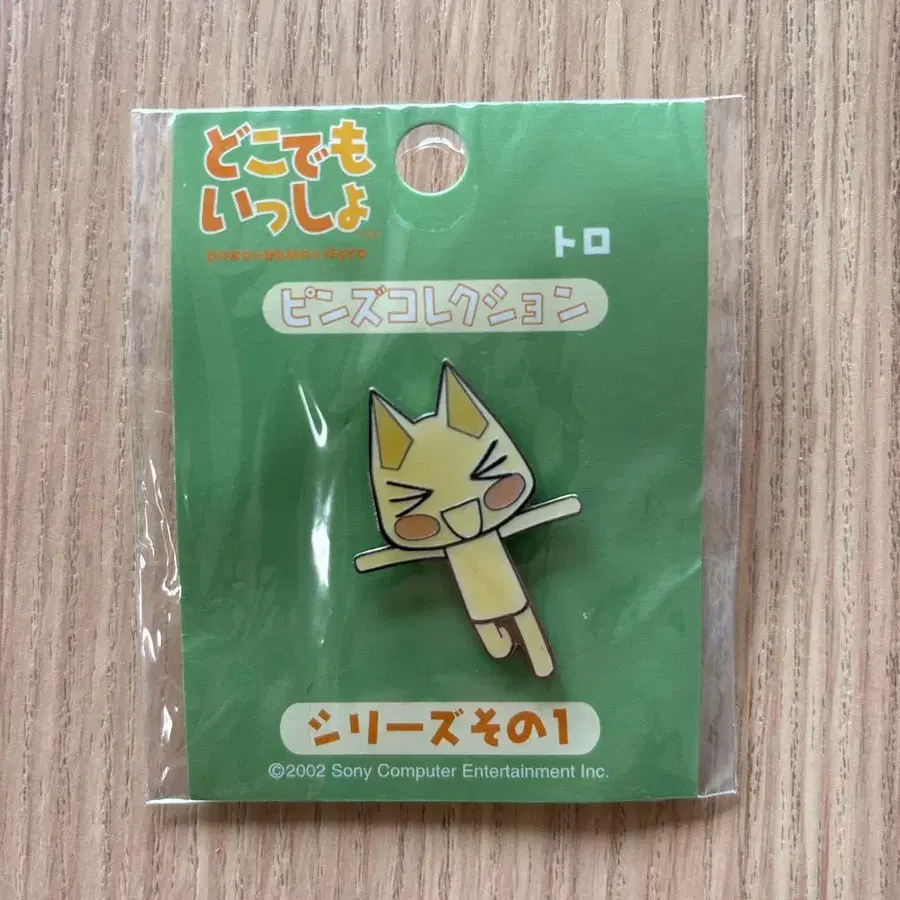 どこでも
いっしょ
トロ
ピンズコレクション
シリーズその1
©2002 Sony Computer Entertainment Inc.